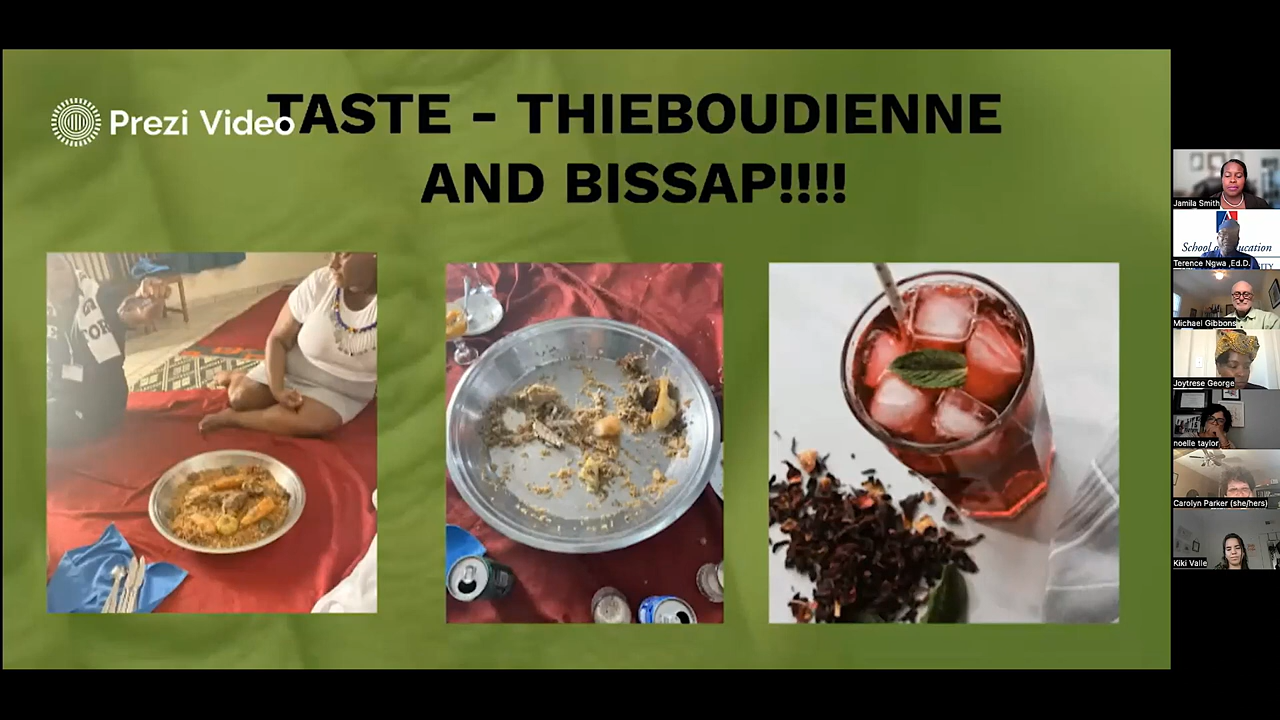 Prezi Video
TASTE - THIEBOUDIENNE
AND BISSAP!!!!
Jamila Smith
School of Education
Terence Ngwa ,Ed.D.
Michael Gibbons
Joytrese George
noelle taylor
Carolyn Parker (she/hers)
Kiki Valle